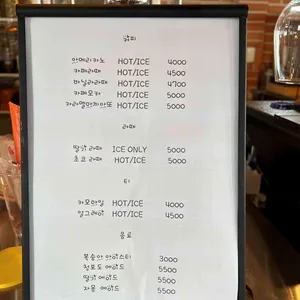 커피
아메리카노 HOT/ICE 4000
카페라떼 HOT/ICE 4500
바닐라라떼 HOT/ICE 4700
카페모카 HOT/ICE 5000
카라멜마끼아또 HOT/ICE 5000
라떼
딸기라떼 ICE ONLY 5000
초코라떼 HOT/ICE 5000
티
카모마일 HOT/ICE 4000
얼그레이 HOT/ICE 4500
음료
복숭아 아이스티 3000
청포도 에이드 5500
딸기 에이드 5500
자몽 에이드 5500